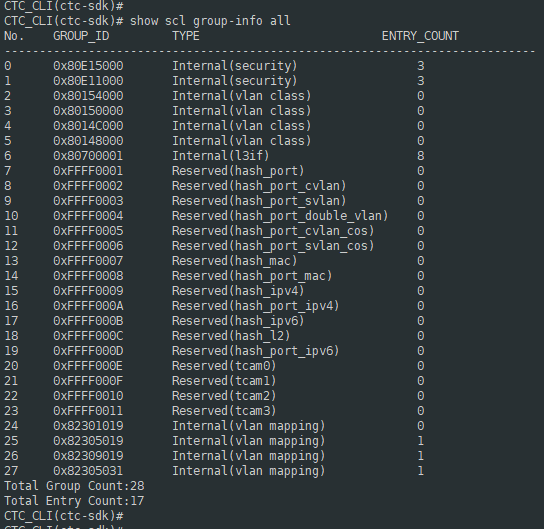 CTC_CLI(ctc-sdk)#
CTC_CLI(ctc-sdk)# show scl group-info all
No. GROUP_ID TYPE ENTRY_COUNT
--------------------------------------------------------------------------
0 0x80E15000 Internal(security) 3
1 0x80E11000 Internal(security) 3
2 0x80154000 Internal(vlan class) 0
3 0x80150000 Internal(vlan class) 0
4 0x8014C000 Internal(vlan class) 0
5 0x80148000 Internal(vlan class) 0
6 0x80700001 Internal(l3if) 8
7 0xFFFF0001 Reserved(hash_port) 0
8 0xFFFF0002 Reserved(hash_port_cvlan) 0
9 0xFFFF0003 Reserved(hash_port_svlan) 0
10 0xFFFF0004 Reserved(hash_port_double_vlan) 0
11 0xFFFF0005 Reserved(hash_port_cvlan_cos) 0
12 0xFFFF0006 Reserved(hash_port_svlan_cos) 0
13 0xFFFF0007 Reserved(hash_mac) 0
14 0xFFFF0008 Reserved(hash_port_mac) 0
15 0xFFFF0009 Reserved(hash_ipv4) 0
16 0xFFFF000A Reserved(hash_port_ipv4) 0
17 0xFFFF000B Reserved(hash_ipv6) 0
18 0xFFFF000C Reserved(hash_l2) 0
19 0xFFFF000D Reserved(hash_port_ipv6) 0
20 0xFFFF000E Reserved(tcam0) 0
21 0xFFFF000F Reserved(tcam1) 0
22 0xFFFF0010 Reserved(tcam2) 0
23 0xFFFF0011 Reserved(tcam3) 0
24 0x82301019 Internal(vlan mapping) 0
25 0x82305019 Internal(vlan mapping) 1
26 0x82309019 Internal(vlan mapping) 1
27 0x82305031 Internal(vlan mapping) 1
Total Group Count:28
Total Entry Count:17
CTC_CLI(ctc-sdk)#
CTC_CLI(ctc-sdk)#